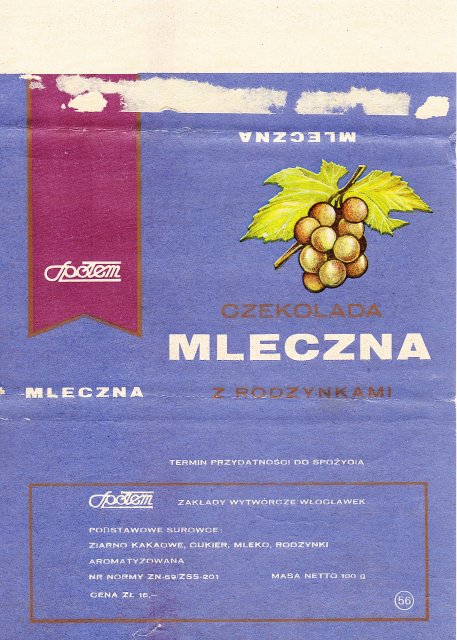 MLECZNA
Społem
CZEKOLADA
MLECZNA
MLECZNA
Z RODZYNKAMI
TERMIN PRZYDATNOŚCI DO SPOŻYCIA
Społem ZAKŁADY WYTWÓRCZE WŁOCŁAWEK
PODSTAWOWE SUROWCE:
ZIARNO KAKAOWE, CUKIER, MLEKO, RODZYNKI
AROMATYZOWANA
NR NORMY ZN-69/ZSS-201 MASA NETTO 100 g
CENA ZŁ 16,—
56